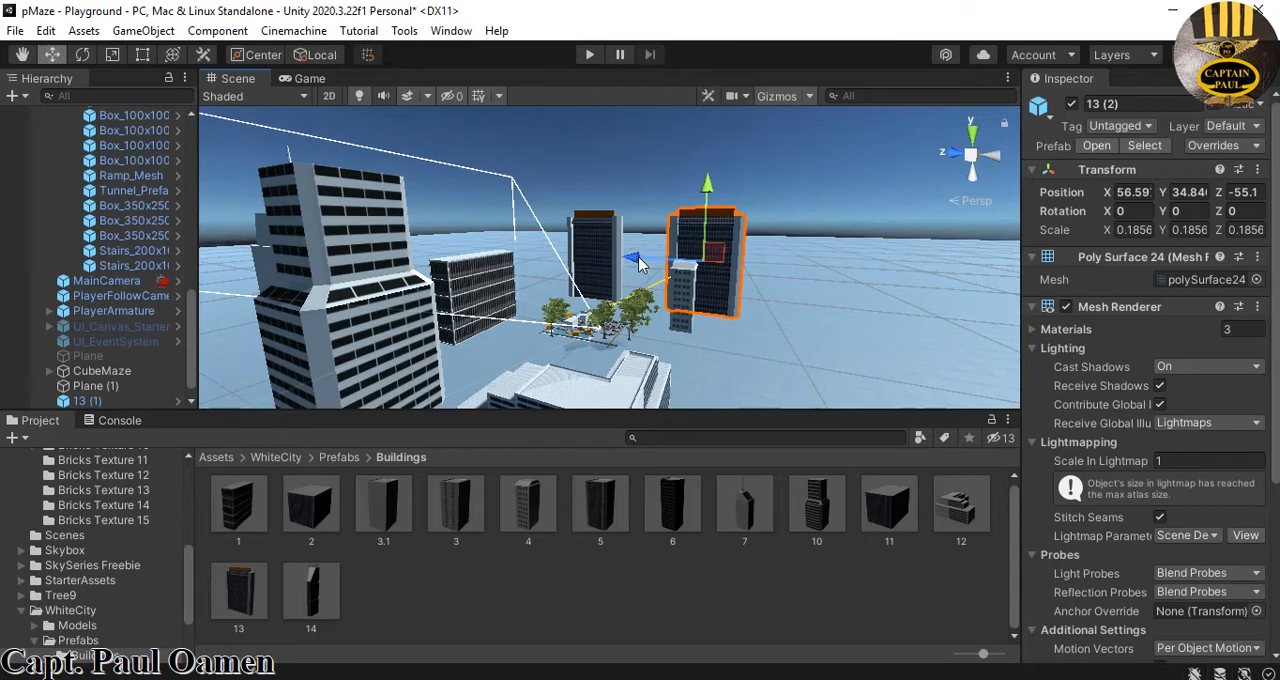 pMaze - Playground - PC, Mac & Linux Standalone - Unity 2020.3.22f1 Personal* <DX11>
File Edit Assets GameObject Component Cinemachine Tutorial Tools Window Help
Center Local Account Layers
CAPTAIN
PAUL
Hierarchy
All
Box_100x100
Box_100x100
Box_100x100
Box_100x100
Ramp_Mesh
Tunnel_Prefa
Box_350x250
Box_350x250
Box_350x250
Stairs_200x1
Stairs_200x1
MainCamera
PlayerFollowCame
PlayerArmature
UI_Canvas_Starter
UI_EventSystem
Plane
CubeMaze
Plane (1)
13 (1)
Scene Game
Shaded 2D 0 Gizmos All
y
z
Persp
Inspector
13 (2)
Tag Untagged Layer Default
Prefab Open Select Overrides
Transform
Position X 56.59 Y 34.84 Z -55.1
Rotation X 0 Y 0 Z 0
Scale X 0.1856 Y 0.1856 Z 0.1856
Poly Surface 24 (Mesh F
Mesh polySurface24
Mesh Renderer
Materials 3
Lighting
Cast Shadows On
Receive Shadows
Contribute Global I
Receive Global Illu Lightmaps
Lightmapping
Scale In Lightmap 1
Object's size in lightmap has reached
the max atlas size.
Stitch Seams
Lightmap Paramete Scene De View
Probes
Light Probes Blend Probes
Reflection Probes Blend Probes
Anchor Override None (Transform)
Additional Settings
Motion Vectors Per Object Motion
Project Console
13
Bricks Texture 11
Bricks Texture 12
Bricks Texture 13
Bricks Texture 14
Bricks Texture 15
Scenes
Skybox
SkySeries Freebie
StarterAssets
Tree9
WhiteCity
Models
Prefabs
Assets WhiteCity Prefabs Buildings
1 2 3.1 3 4 5 6 7 10 11 12
13 14
Capt. Paul Oamen